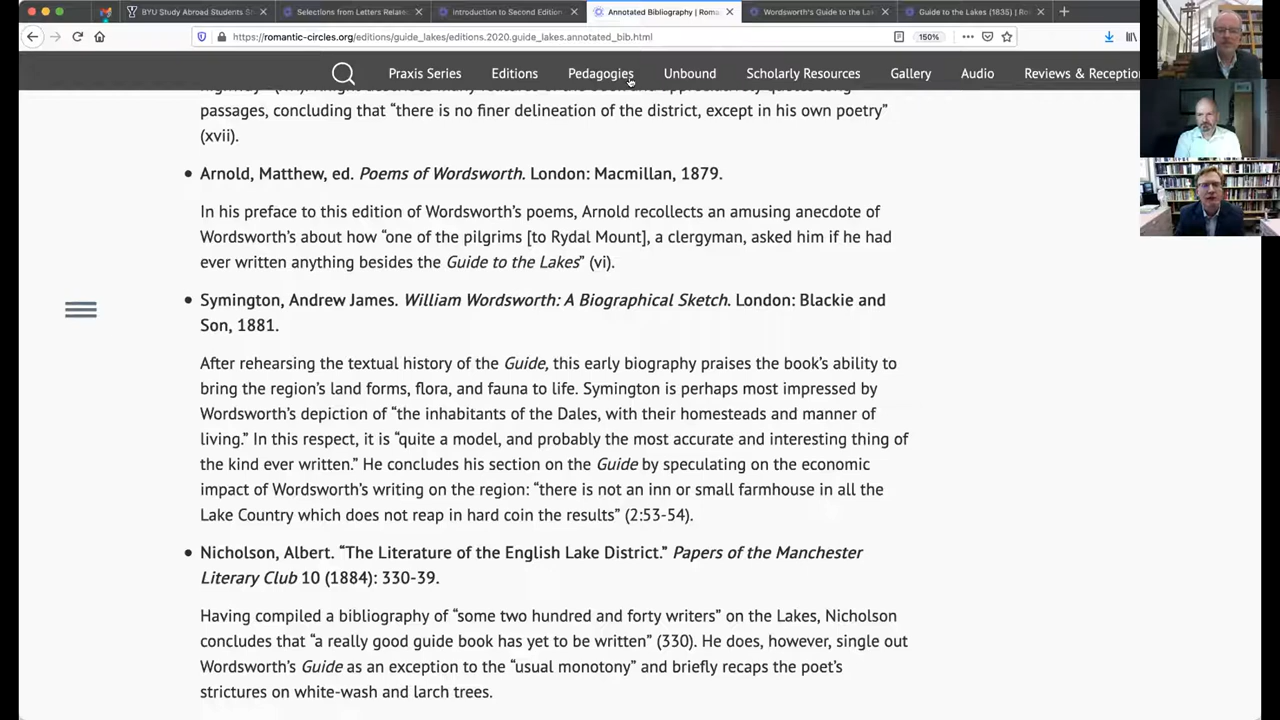 BYU Study Abroad Students S
Selections from Letters Relate
Introduction to Second Edition
Annotated Bibliography | Roma
Wordsworth's Guide to the La
Guide to the Lakes (1835) | Ro
https://romantic-circles.org/editions/guide_lakes/editions.2020.guide_lakes.annotated_bib.html
150%
Praxis Series Editions Pedagogies Unbound Scholarly Resources Gallery Audio Reviews & Receptio
passages, concluding that “there is no finer delineation of the district, except in his own poetry”
(xvii).
Arnold, Matthew, ed. Poems of Wordsworth. London: Macmillan, 1879.
In his preface to this edition of Wordsworth’s poems, Arnold recollects an amusing anecdote of
Wordsworth’s about how “one of the pilgrims [to Rydal Mount], a clergyman, asked him if he had
ever written anything besides the Guide to the Lakes” (vi).
Symington, Andrew James. William Wordsworth: A Biographical Sketch. London: Blackie and
Son, 1881.
After rehearsing the textual history of the Guide, this early biography praises the book’s ability to
bring the region’s land forms, flora, and fauna to life. Symington is perhaps most impressed by
Wordsworth’s depiction of “the inhabitants of the Dales, with their homesteads and manner of
living.” In this respect, it is “quite a model, and probably the most accurate and interesting thing of
the kind ever written.” He concludes his section on the Guide by speculating on the economic
impact of Wordsworth’s writing on the region: “there is not an inn or small farmhouse in all the
Lake Country which does not reap in hard coin the results” (2:53-54).
Nicholson, Albert. “The Literature of the English Lake District.” Papers of the Manchester
Literary Club 10 (1884): 330-39.
Having compiled a bibliography of “some two hundred and forty writers” on the Lakes, Nicholson
concludes that “a really good guide book has yet to be written” (330). He does, however, single out
Wordsworth’s Guide as an exception to the “usual monotony” and briefly recaps the poet’s
strictures on white-wash and larch trees.